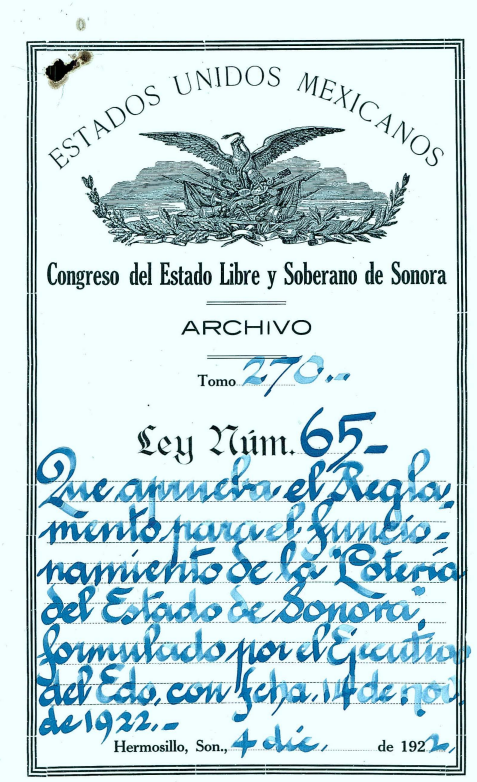 ESTADOS UNIDOS MEXICANOS
Congreso del Estado Libre y Soberano de Sonora
ARCHIVO
Tomo 270.-
Ley Núm. 65-
Que aprueba el Regla-
mento para el funcio-
namiento de la "Lotería
del Estado de Sonora",
formulado por el Ejecutivo
del Edo. con fcha. 14 de nov.
de 1922.-
Hermosillo, Son., 4 dic. de 1922.